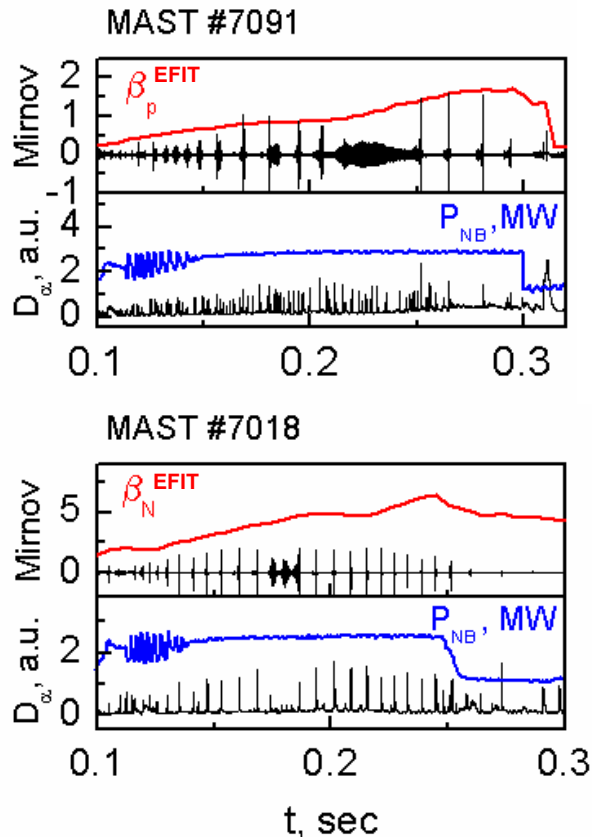 MAST #7091
2
1
0
-1
Mirnov
β_p^EFIT
4
2
0
D_α, a.u.
P_NB, MW
0.1 0.2 0.3
MAST #7018
5
0
Mirnov
β_N^EFIT
2
0
D_α, a.u.
P_NB, MW
0.1 0.2 0.3
t, sec